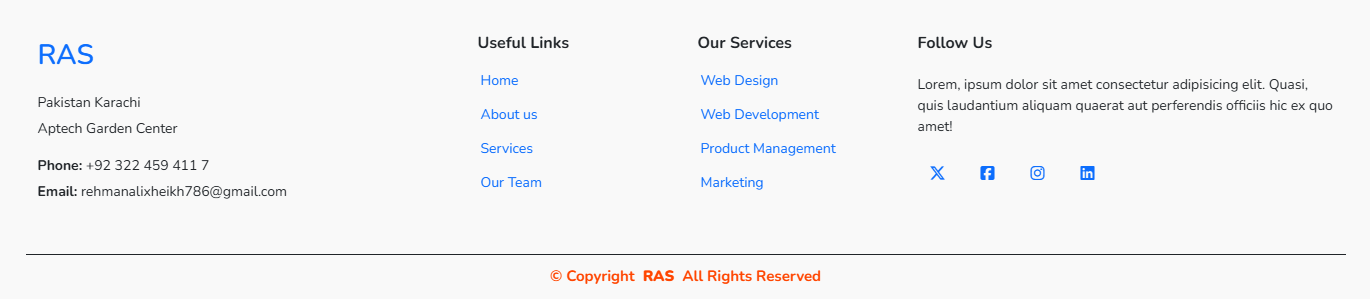 RAS
Pakistan Karachi
Aptech Garden Center
Phone: +92 322 459 411 7
Email: rehmanalixheikh786@gmail.com
Useful Links
Home
About us
Services
Our Team
Our Services
Web Design
Web Development
Product Management
Marketing
Follow Us
Lorem, ipsum dolor sit amet consectetur adipisicing elit. Quasi,
quis laudantium aliquam quaerat aut perferendis officiis hic ex quo
amet!
© Copyright RAS All Rights Reserved